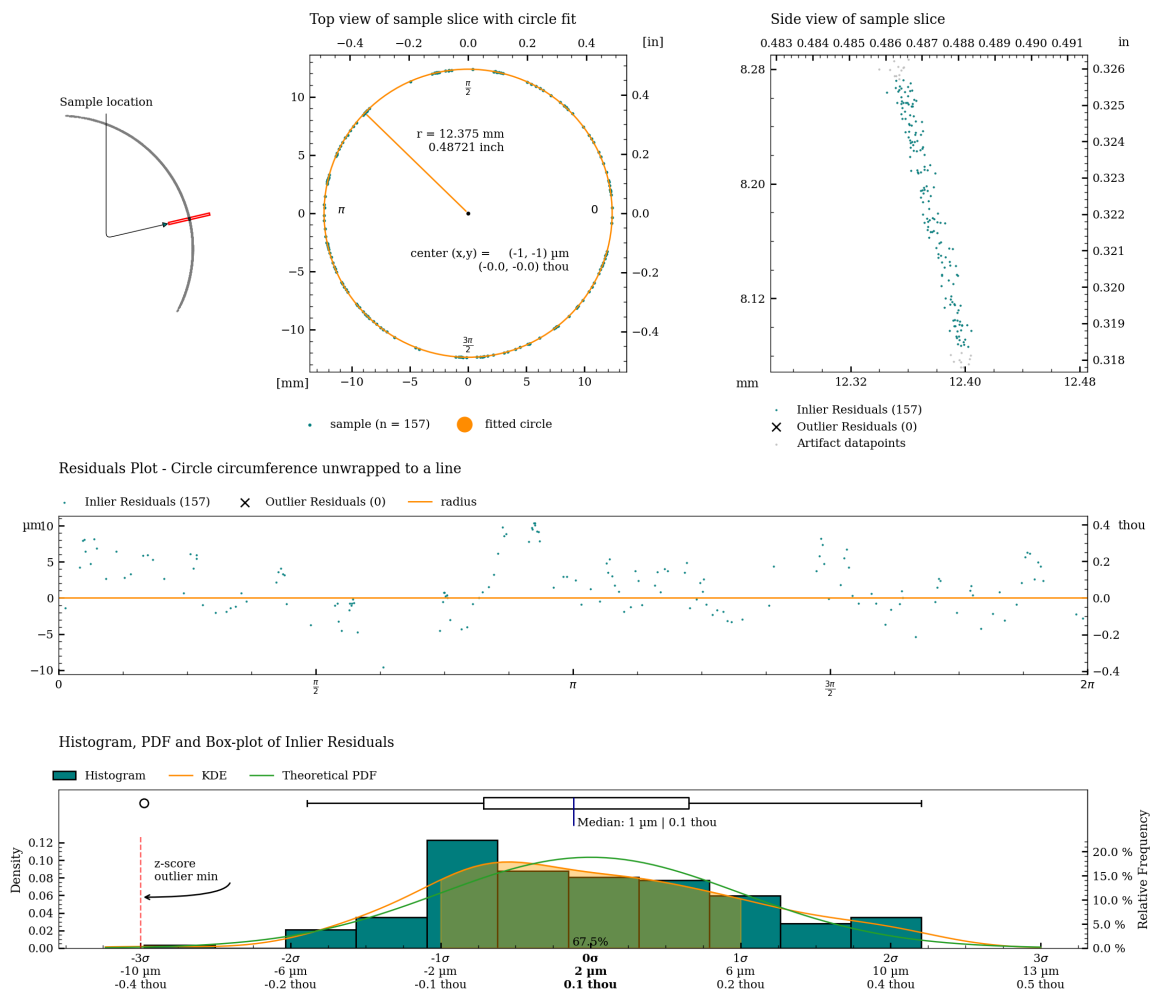 Top view of sample slice with circle fit
Side view of sample slice
−0.4 −0.2 0.0 0.2 0.4 [in]
0.483 0.484 0.485 0.486 0.487 0.488 0.489 0.490 0.491 in
Sample location
10
5
0
−5
−10
0.4
0.2
0.0
−0.2
−0.4
π/2
r = 12.375 mm
0.48721 inch
π
0
center (x,y) = (-1, -1) µm
(-0.0, -0.0) thou
3π/2
[mm] −10 −5 0 5 10
8.28
8.20
8.12
0.326
0.325
0.324
0.323
0.322
0.321
0.320
0.319
0.318
mm 12.32 12.40 12.48
sample (n = 157) fitted circle
Inlier Residuals (157)
Outlier Residuals (0)
Artifact datapoints
Residuals Plot - Circle circumference unwrapped to a line
Inlier Residuals (157) Outlier Residuals (0) radius
µm
10
5
0
−5
−10
0.4 thou
0.2
0.0
−0.2
−0.4
0 π/2 π 3π/2 2π
Histogram, PDF and Box-plot of Inlier Residuals
Histogram KDE Theoretical PDF
Median: 1 µm | 0.1 thou
Density
0.12
0.10
0.08
0.06
0.04
0.02
0.00
z-score
outlier min
67.5%
20.0 %
15.0 %
10.0 %
5.0 %
0.0 %
Relative Frequency
-3σ -2σ -1σ 0σ 1σ 2σ 3σ
-10 µm -6 µm -2 µm 2 µm 6 µm 10 µm 13 µm
-0.4 thou -0.2 thou -0.1 thou 0.1 thou 0.2 thou 0.4 thou 0.5 thou